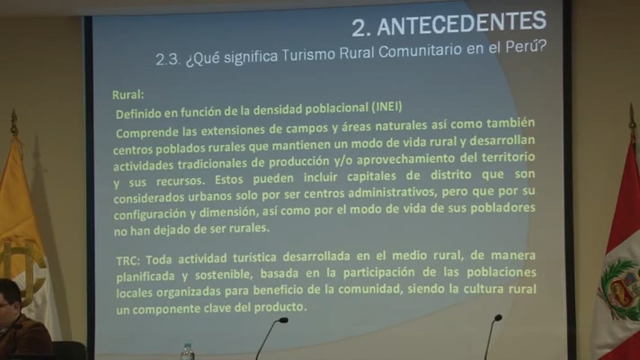 2. ANTECEDENTES
2.3. ¿Qué significa Turismo Rural Comunitario en el Perú?
Rural:
Definido en función de la densidad poblacional (INEI)
Comprende las extensiones de campos y áreas naturales así como también
centros poblados rurales que mantienen un modo de vida rural y desarrollan
actividades tradicionales de producción y/o aprovechamiento del territorio
y sus recursos. Estos pueden incluir capitales de distrito que son
considerados urbanos solo por ser centros administrativos, pero que por su
configuración y dimensión, así como por el modo de vida de sus pobladores
no han dejado de ser rurales.
TRC: Toda actividad turística desarrollada en el medio rural, de manera
planificada y sostenible, basada en la participación de las poblaciones
locales organizadas para beneficio de la comunidad, siendo la cultura rural
un componente clave del producto.